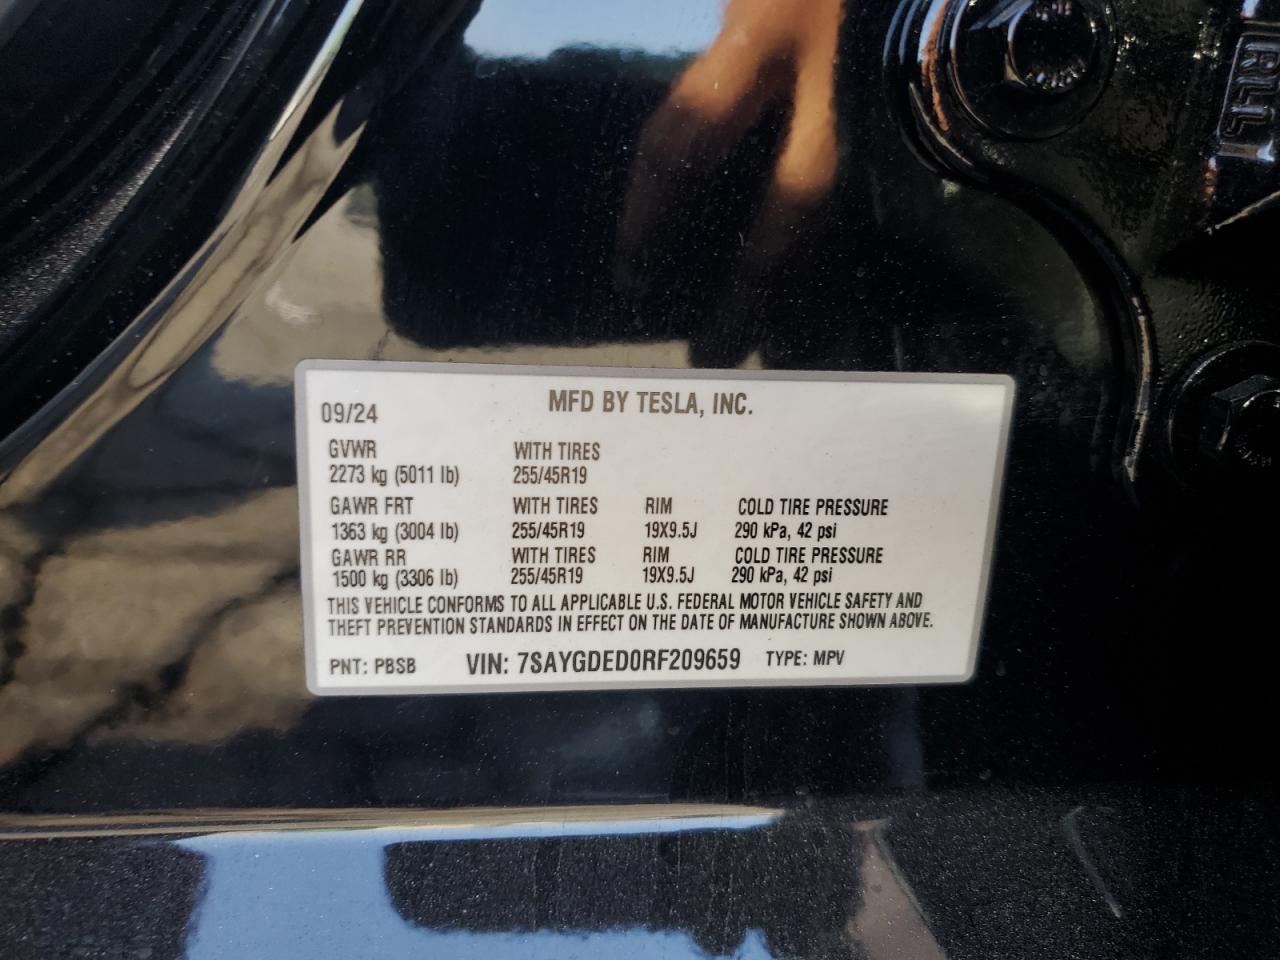 09/24 MFD BY TESLA, INC.
GVWR WITH TIRES
2273 kg (5011 lb) 255/45R19
GAWR FRT WITH TIRES RIM COLD TIRE PRESSURE
1363 kg (3004 lb) 255/45R19 19X9.5J 290 kPa, 42 psi
GAWR RR WITH TIRES RIM COLD TIRE PRESSURE
1500 kg (3306 lb) 255/45R19 19X9.5J 290 kPa, 42 psi
THIS VEHICLE CONFORMS TO ALL APPLICABLE U.S. FEDERAL MOTOR VEHICLE SAFETY AND
THEFT PREVENTION STANDARDS IN EFFECT ON THE DATE OF MANUFACTURE SHOWN ABOVE.
PNT: PBSB VIN: 7SAYGDED0RF209659 TYPE: MPV